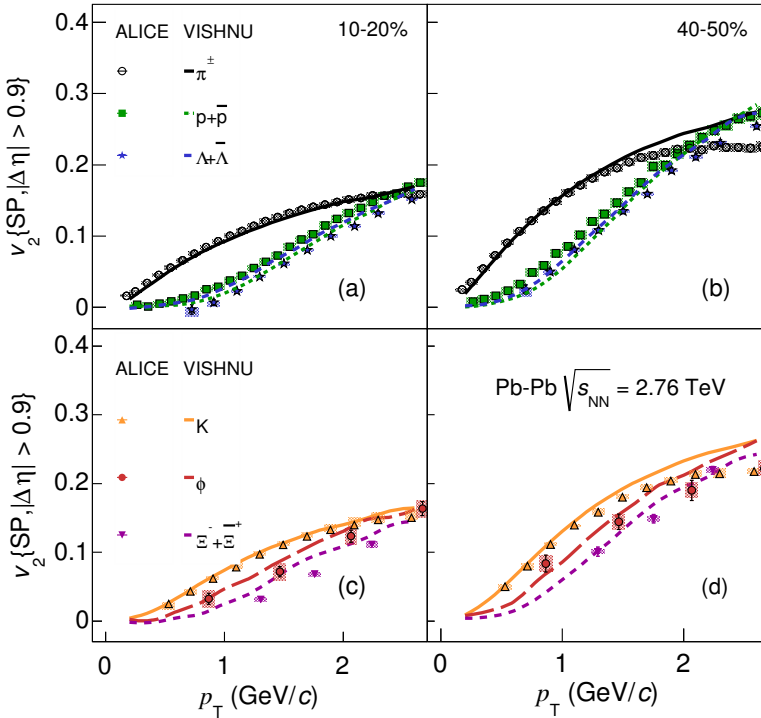 0.4
ALICE VISHNU 10-20%
40-50%
π±
0.3
p+p̅
Λ+Λ̅
0.2
0.1
0
v₂{SP,|Δη| > 0.9}
(a)
(b)
0.4
ALICE VISHNU
Pb-Pb √sNN = 2.76 TeV
K
0.3
ϕ
0.2
Ξ⁻+Ξ̅⁺
0.1
0
v₂{SP,|Δη| > 0.9}
(c)
(d)
0 1 2 0 1 2
pT (GeV/c) pT (GeV/c)